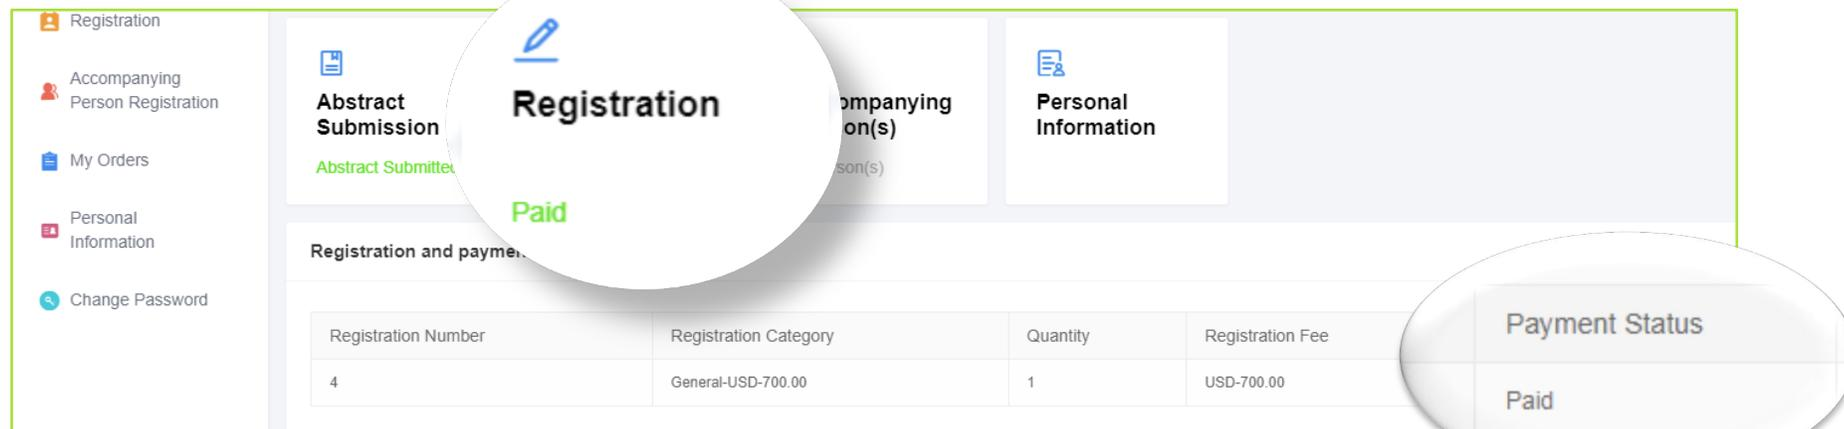 Registration
Accompanying
Person Registration
My Orders
Personal
Information
Change Password
Abstract
Submission
Abstract Submitted
Registration
Paid
ompanying
on(s)
son(s)
Personal
Information
Registration and paymen
Registration Number
Registration Category
Quantity
Registration Fee
Payment Status
4
General-USD-700.00
1
USD-700.00
Paid